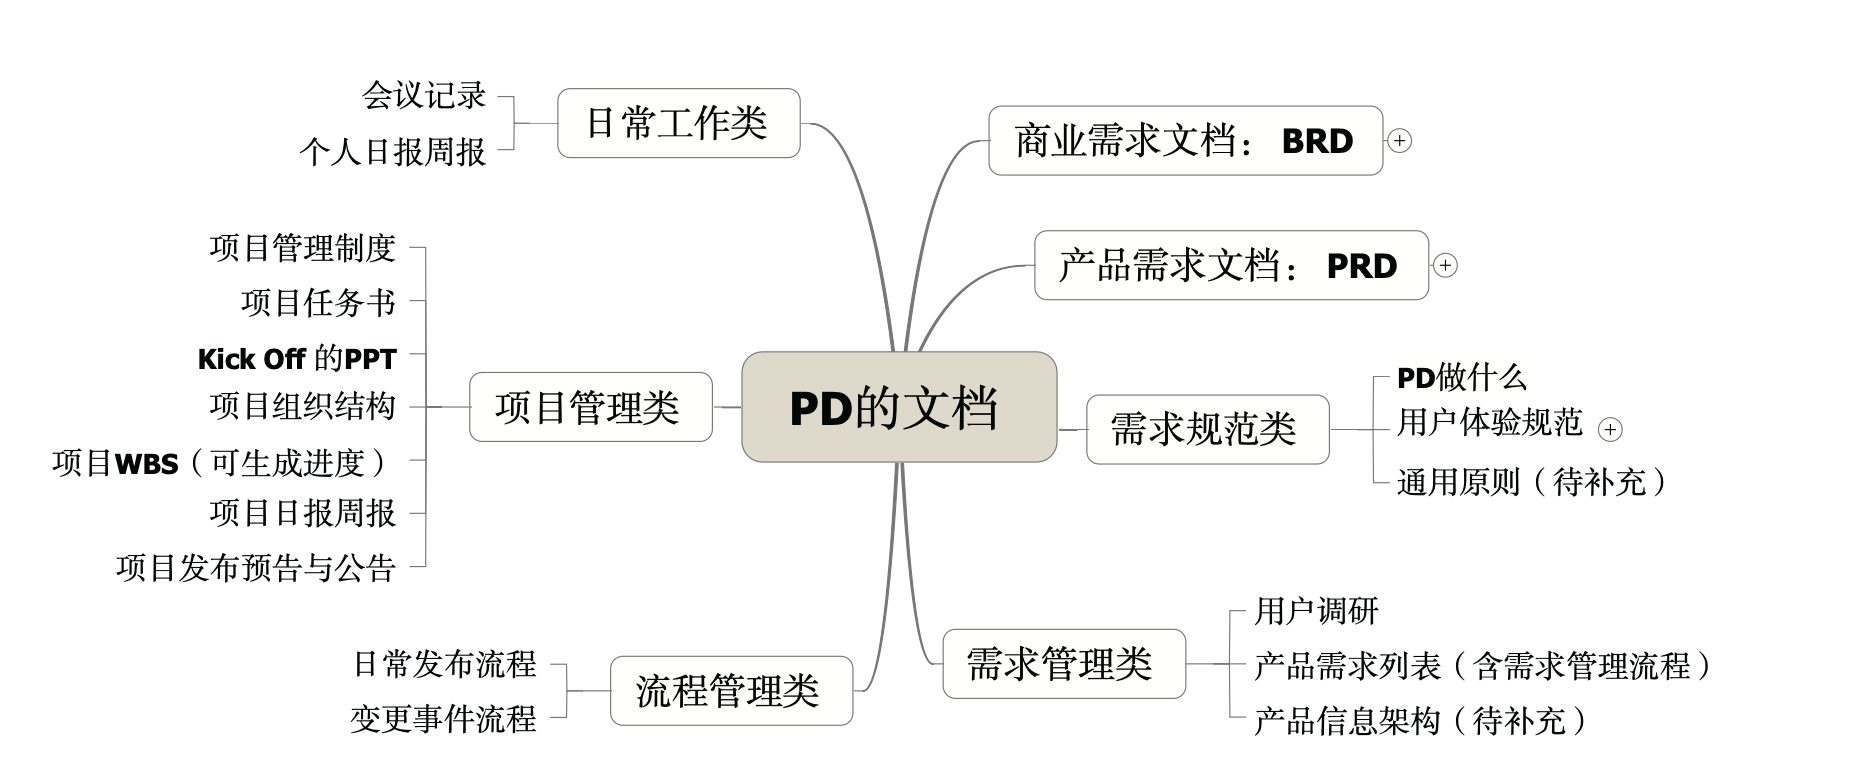 PD的文档
商业需求文档：BRD
产品需求文档：PRD
需求规范类
PD做什么
用户体验规范
通用原则（待补充）
需求管理类
用户调研
产品需求列表（含需求管理流程）
产品信息架构（待补充）
日常工作类
会议记录
个人日报周报
项目管理类
项目管理制度
项目任务书
Kick Off 的PPT
项目组织结构
项目WBS（可生成进度）
项目日报周报
项目发布预告与公告
流程管理类
日常发布流程
变更事件流程